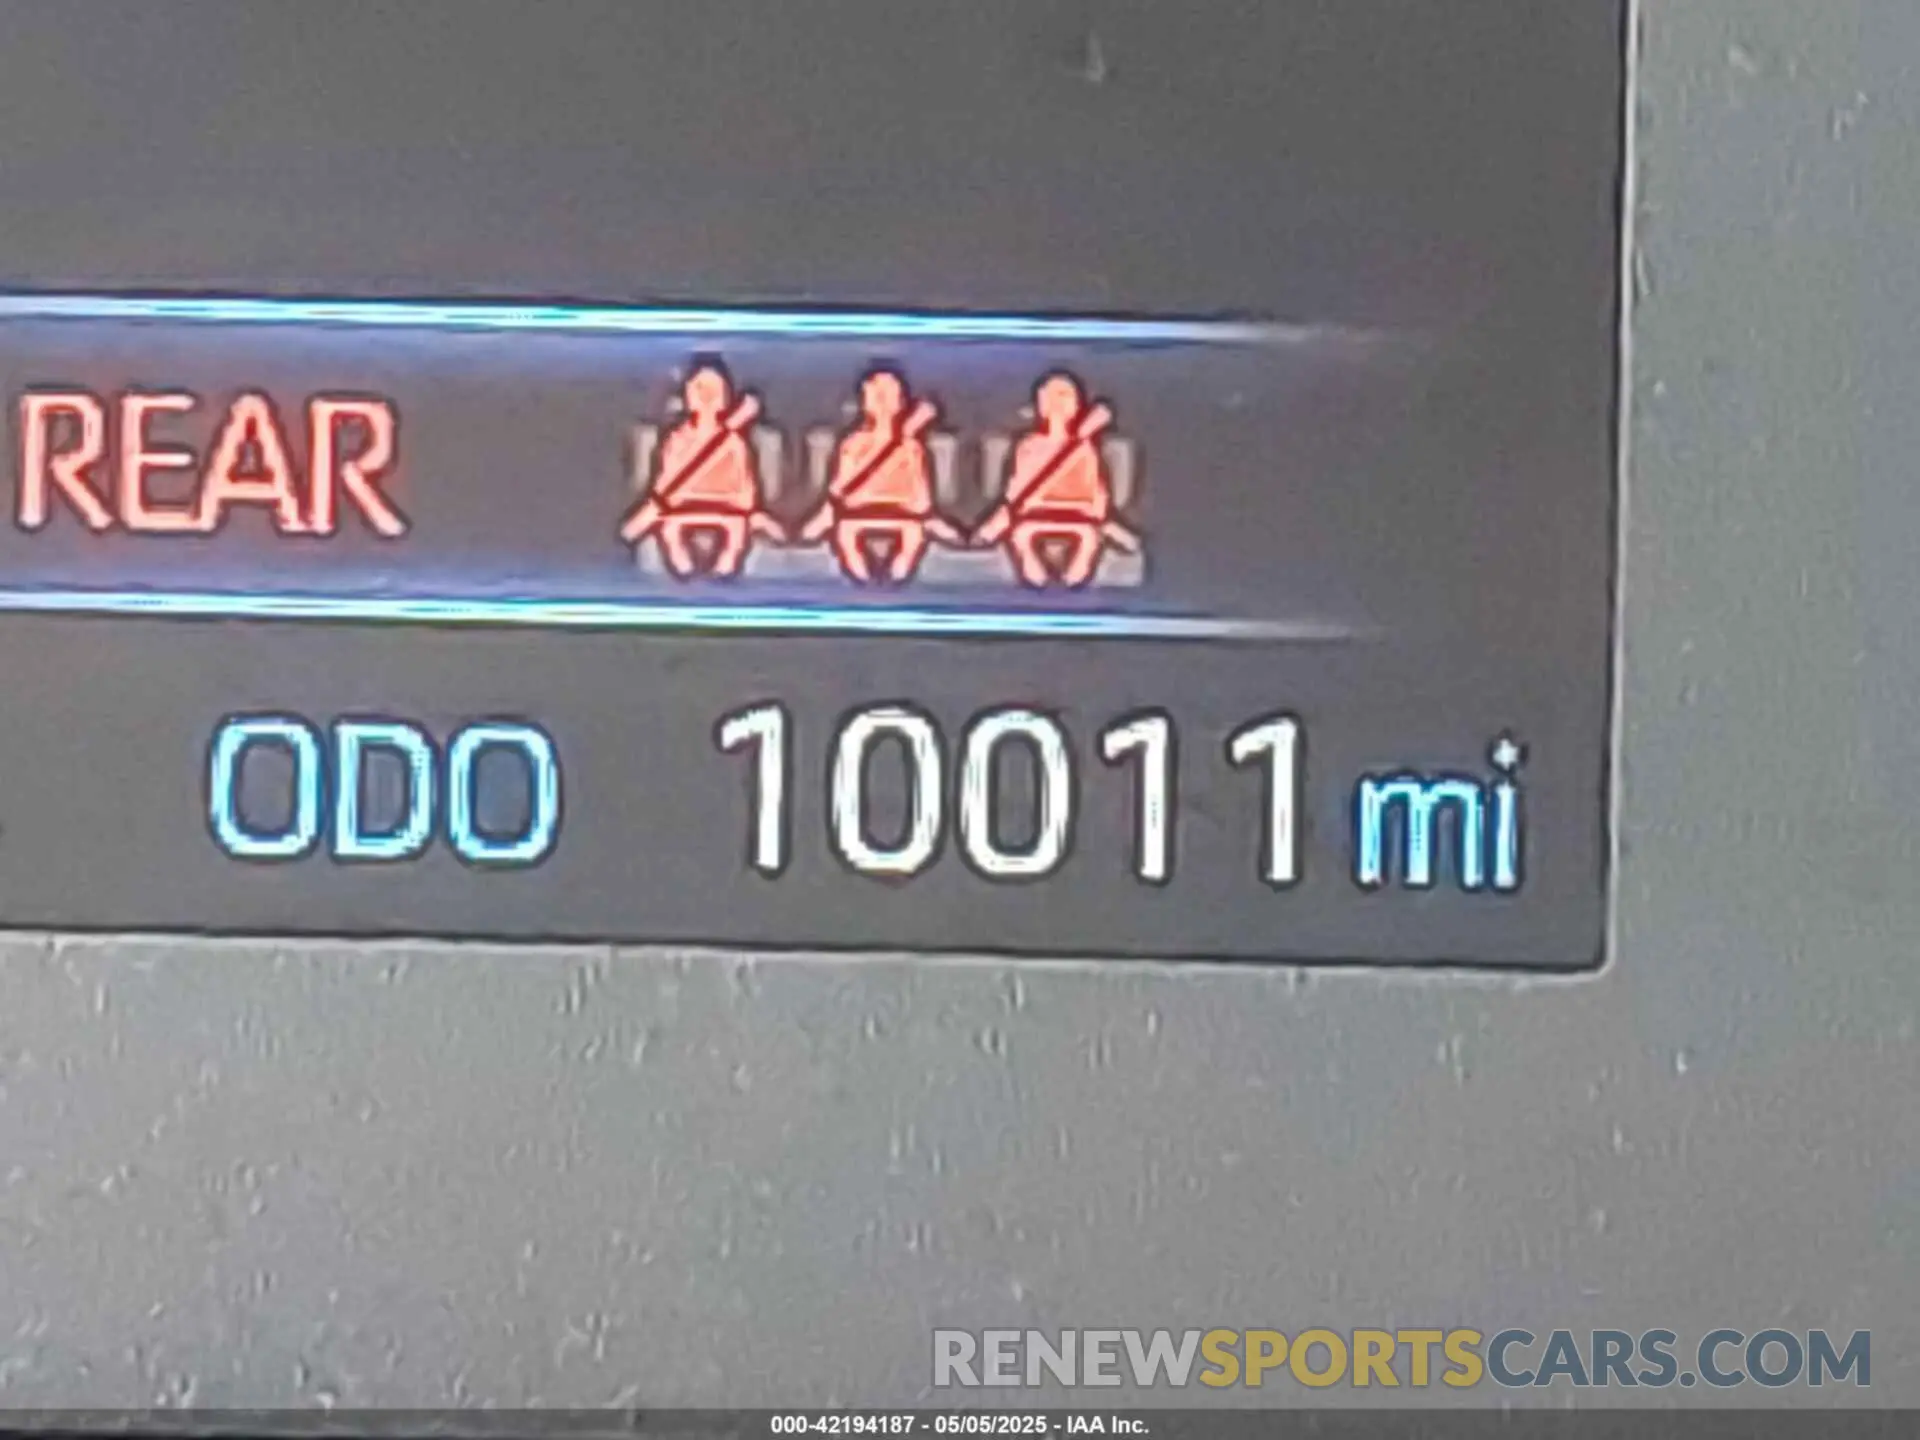 REAR
ODO 10011 mi
RENEWSPORTSCARS.COM
000-42194187 - 05/05/2025 - IAA Inc.